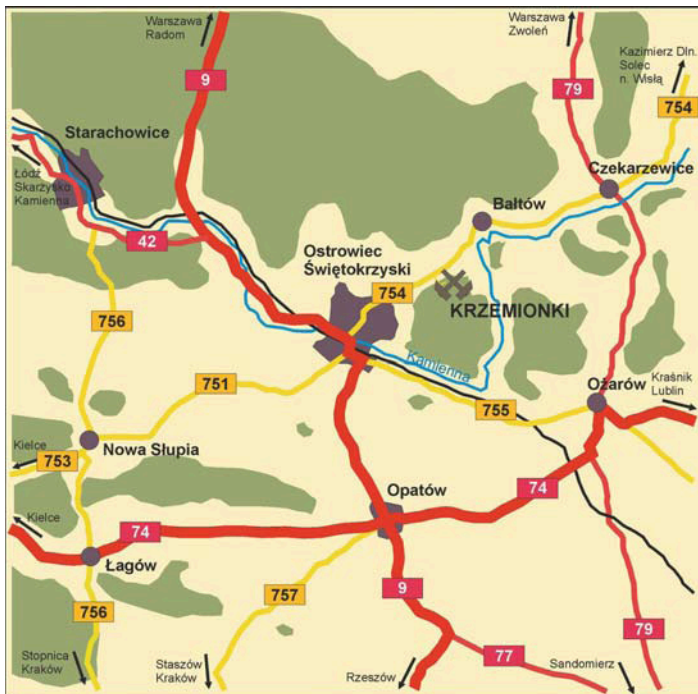 Warszawa
Radom
9
Warszawa
Zwoleń
79
Kazimierz Dln.
Solec
n. Wisłą
754
Starachowice
Łódź
Skarżysko
Kamienna
42
Czekarzewice
Bałtów
Ostrowiec
Świętokrzyski
754
KRZEMIONKI
756
Kamienna
751
755
Ożarów
Kraśnik
Lublin
Nowa Słupia
Kielce
753
Opatów
74
Kielce
74
Łagów
756
757
9
77
79
Stopnica
Kraków
Staszów
Kraków
Rzeszów
Sandomierz